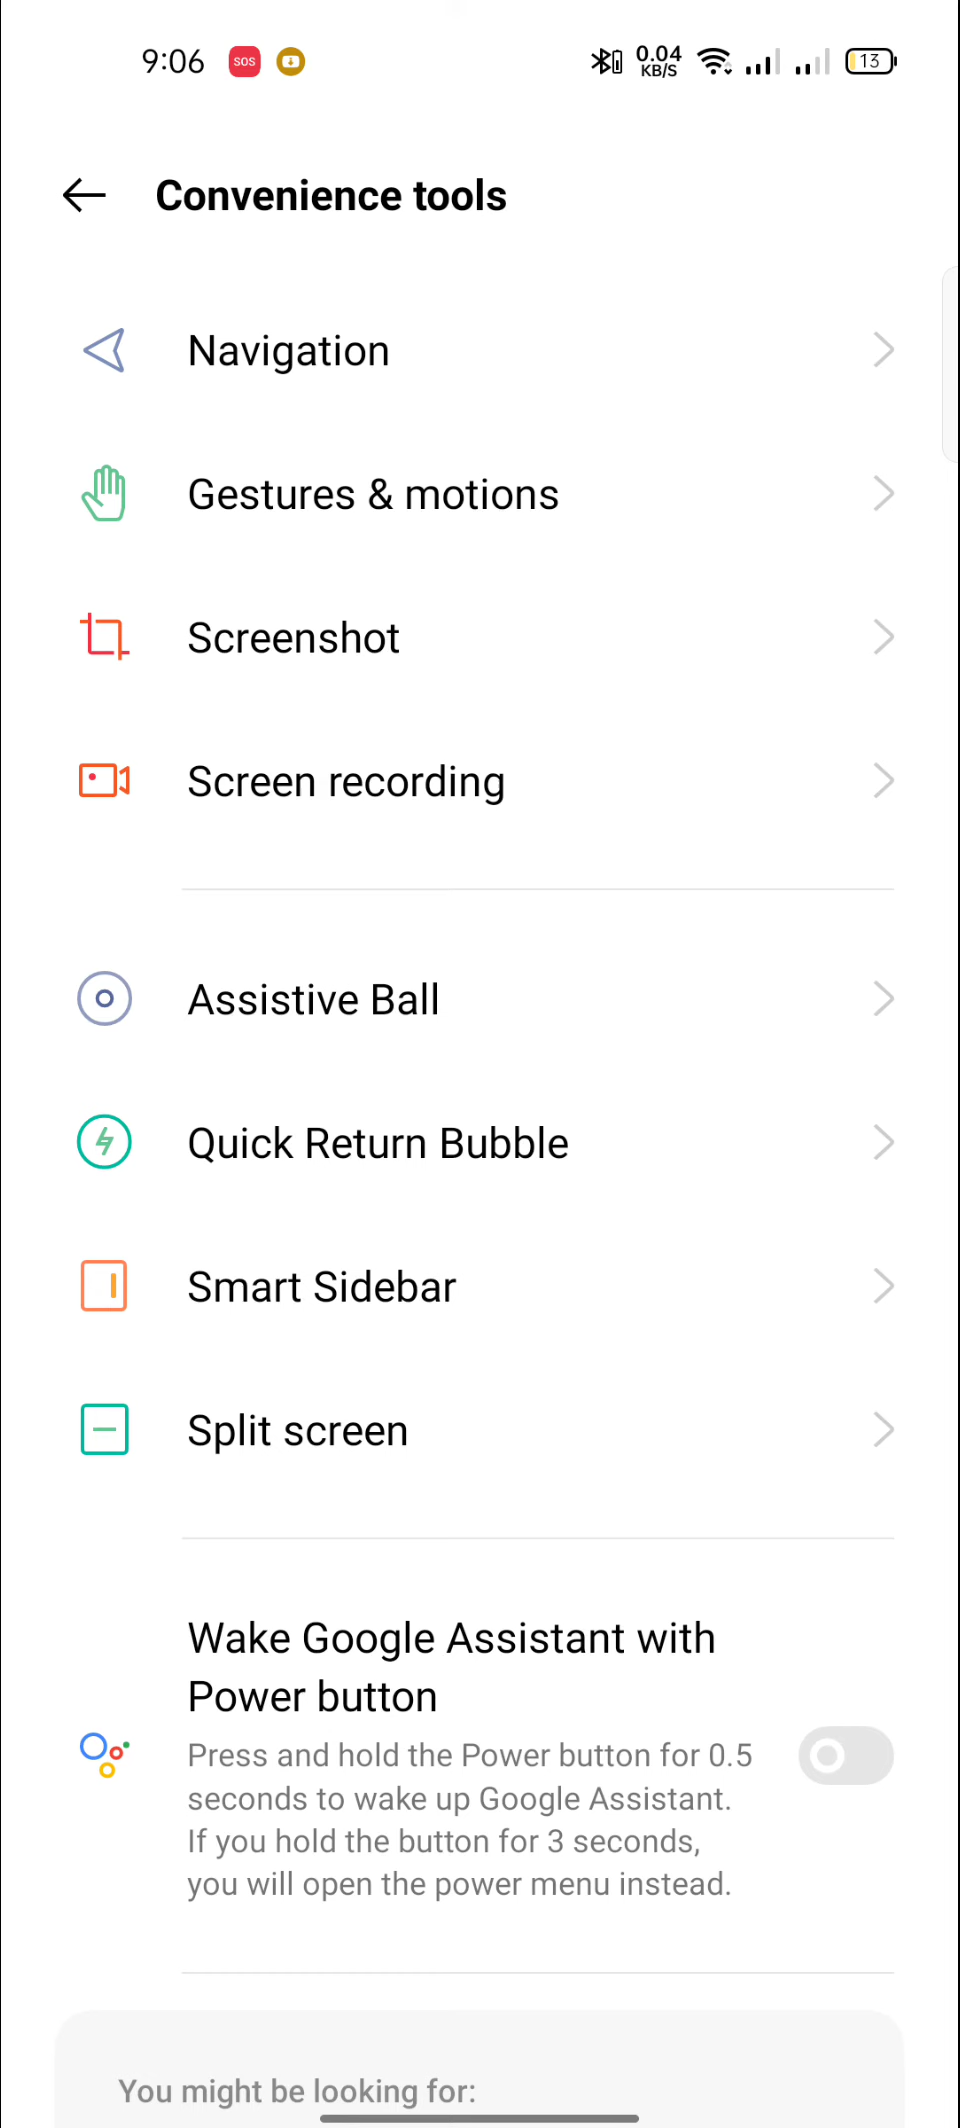 9:06 SOS 0.04 KB/S 13
Convenience tools
Navigation
Gestures & motions
Screenshot
Screen recording
Assistive Ball
Quick Return Bubble
Smart Sidebar
Split screen
Wake Google Assistant with
Power button
Press and hold the Power button for 0.5
seconds to wake up Google Assistant.
If you hold the button for 3 seconds,
you will open the power menu instead.
You might be looking for: